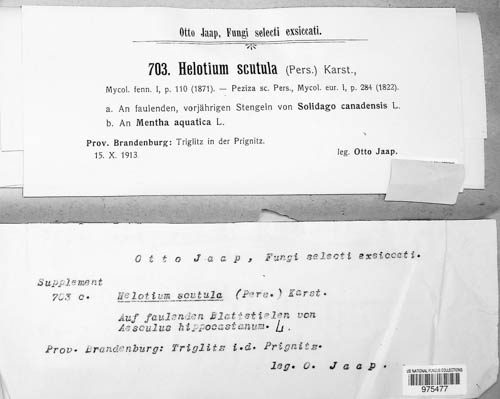 Otto Jaap, Fungi selecti exsiccati.
703. Helotium scutula (Pers.) Karst.,
Mycol. fenn. I, p. 110 (1871). — Peziza sc. Pers., Mycol. eur. I, p. 284 (1822).
a. An faulenden, vorjährigen Stengeln von Solidago canadensis L.
b. An Mentha aquatica L.
Prov. Brandenburg: Triglitz in der Prignitz.
15. X. 1913. leg. Otto Jaap.
Otto Jaap, Fungi selecti exsiccati.
Supplement
703 c. Helotium scutula (Pers.) Karst.
Auf faulenden Blattstielen von
Aesculus hippocastanum. L.
Prov. Brandenburg: Triglitz i.d. Prignitz.
leg. O. Jaap.
US NATIONAL FUNGUS COLLECTIONS
975477